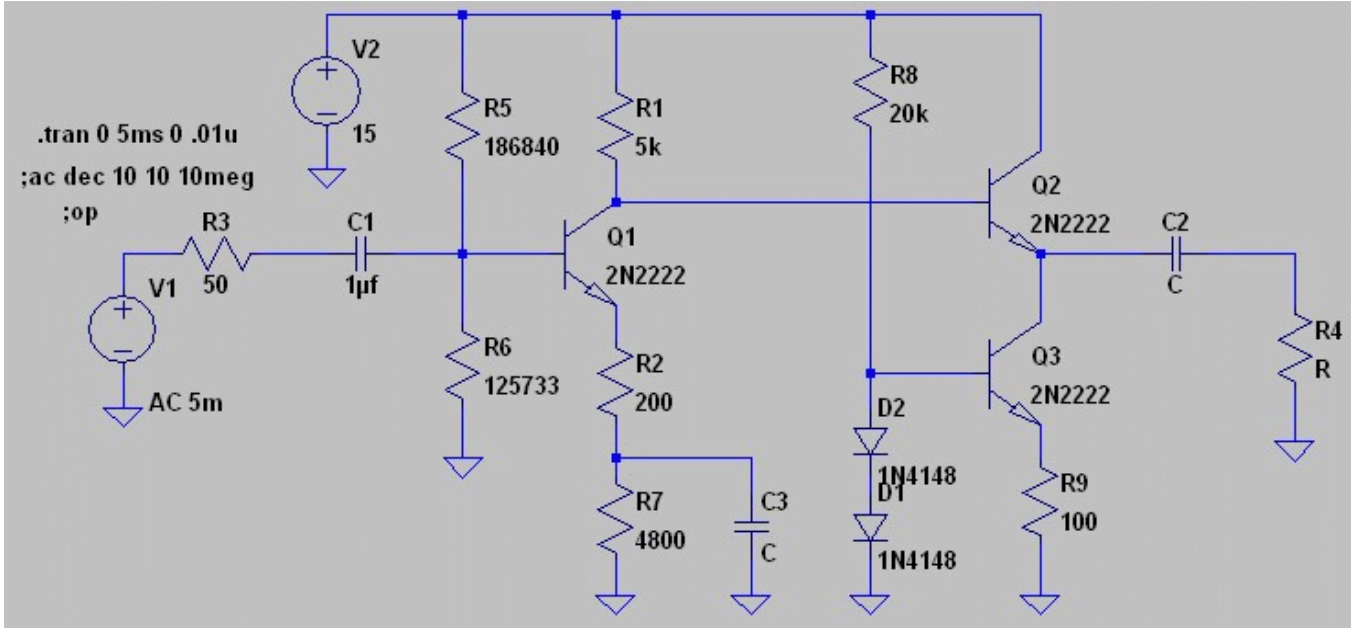 V2
15
.tran 0 5ms 0 .01u
;ac dec 10 10 10meg
;op
R3
50
V1
AC 5m
C1
1µf
R5
186840
R6
125733
R1
5k
Q1
2N2222
R2
200
R7
4800
C3
C
R8
20k
D2
1N4148
D1
1N4148
Q2
2N2222
Q3
2N2222
R9
100
C2
C
R4
R